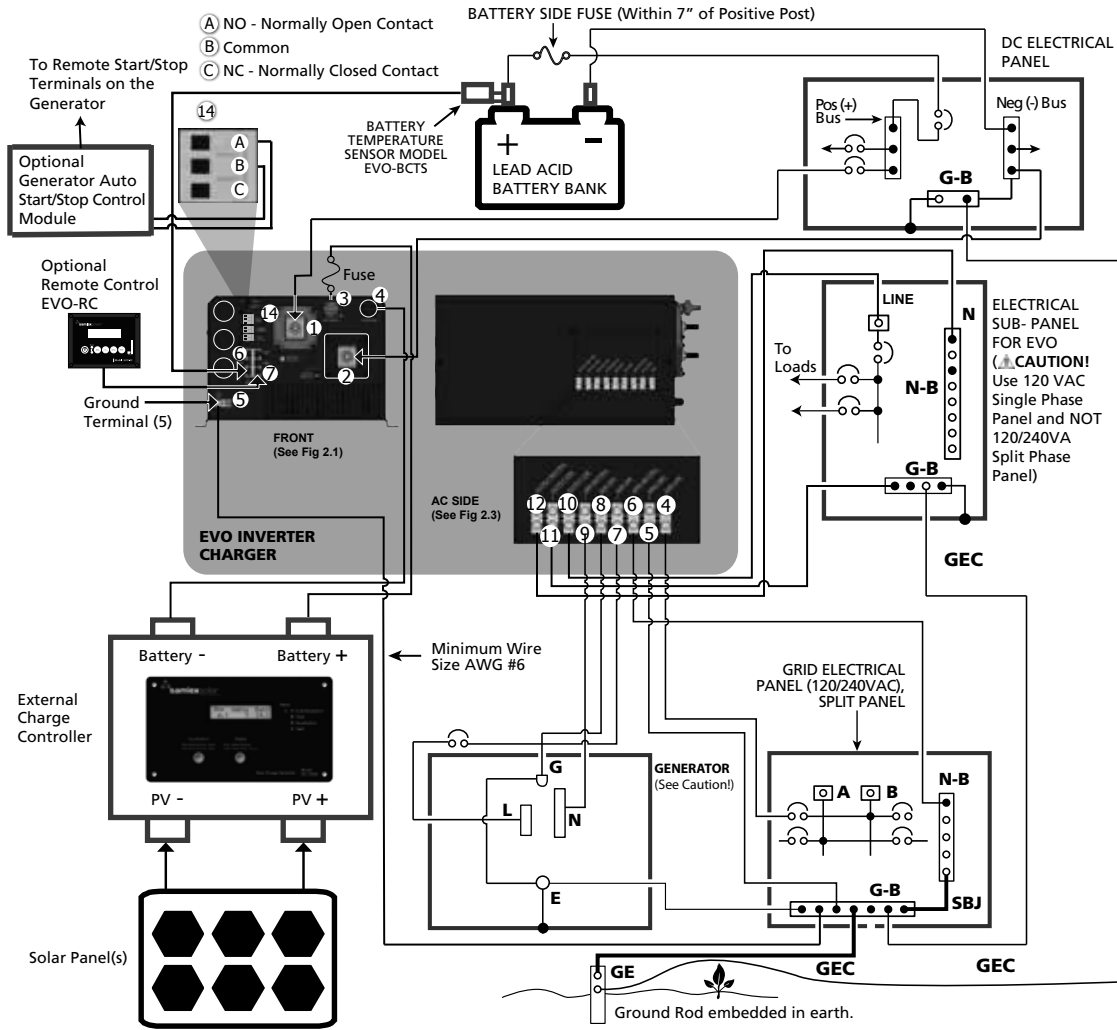 A NO - Normally Open Contact
B Common
C NC - Normally Closed Contact
BATTERY SIDE FUSE (Within 7” of Positive Post)
DC ELECTRICAL
PANEL
To Remote Start/Stop
Terminals on the
Generator
14
A
B
C
Optional
Generator Auto
Start/Stop Control
Module
BATTERY
TEMPERATURE
SENSOR MODEL
EVO-BCTS
+
-
LEAD ACID
BATTERY BANK
Pos (+)
Bus
Neg (-) Bus
G-B
Optional
Remote Control
EVO-RC
Fuse
14
3
4
1
2
6
7
5
Ground
Terminal (5)
FRONT
(See Fig 2.1)
AC SIDE
(See Fig 2.3)
12
10
8
6
4
11
9
7
5
EVO INVERTER
CHARGER
LINE
N
To
Loads
N-B
G-B
ELECTRICAL
SUB- PANEL
FOR EVO
(CAUTION!
Use 120 VAC
Single Phase
Panel and NOT
120/240VA
Split Phase
Panel)
GEC
Battery -
Battery +
Minimum Wire
Size AWG #6
External
Charge
Controller
PV -
PV +
Solar Panel(s)
GENERATOR
(See Caution!)
G
L
N
E
GRID ELECTRICAL
PANEL (120/240VAC),
SPLIT PANEL
A
B
N-B
G-B
SBJ
GE
GEC
GEC
Ground Rod embedded in earth.